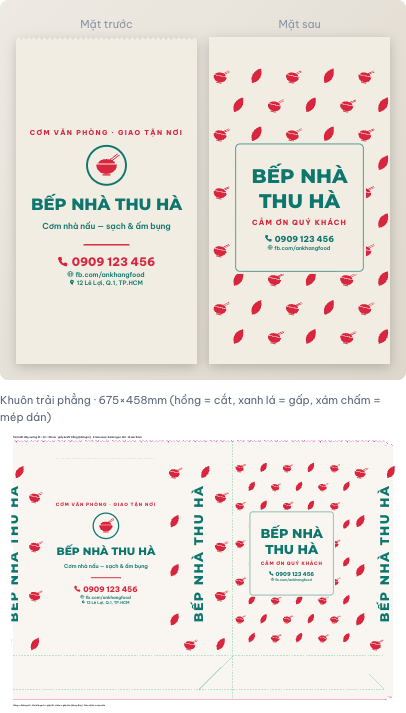 Mặt trước
Mặt sau
CƠM VĂN PHÒNG · GIAO TẬN NƠI
BẾP NHÀ THU HÀ
Cơm nhà nấu — sạch & ấm bụng
0909 123 456
fb.com/ankhangfood
12 Lê Lợi, Q.1, TP.HCM
BẾP NHÀ
THU HÀ
CẢM ƠN QUÝ KHÁCH
0909 123 456
fb.com/ankhangfood
Khuôn trải phẳng · 675×458mm (hồng = cắt, xanh lá = gấp, xám chấm =
mép dán)
BẾP NHÀ THU HÀ
CƠM VĂN PHÒNG · GIAO TẬN NƠI
BẾP NHÀ THU HÀ
Cơm nhà nấu — sạch & ấm bụng
0909 123 456
fb.com/ankhangfood
12 Lê Lợi, Q.1, TP.HCM
BẾP NHÀ THU HÀ
BẾP NHÀ
THU HÀ
CẢM ƠN QUÝ KHÁCH
0909 123 456
fb.com/ankhangfood
BẾP NHÀ THU HÀ